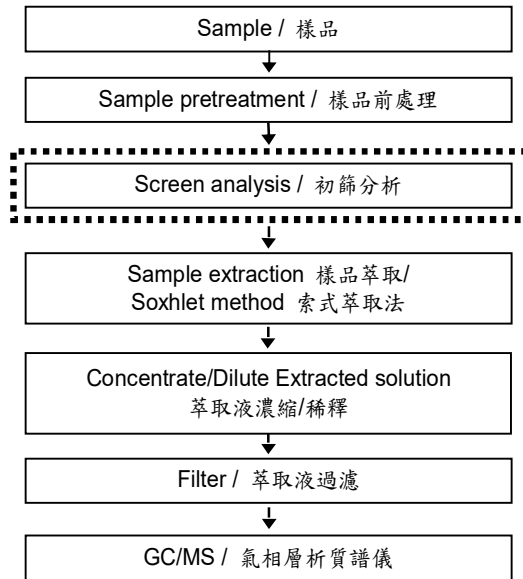 Sample / 樣品
Sample pretreatment / 樣品前處理
Screen analysis / 初篩分析
Sample extraction 樣品萃取/
Soxhlet method 索式萃取法
Concentrate/Dilute Extracted solution
萃取液濃縮/稀釋
Filter / 萃取液過濾
GC/MS / 氣相層析質譜儀